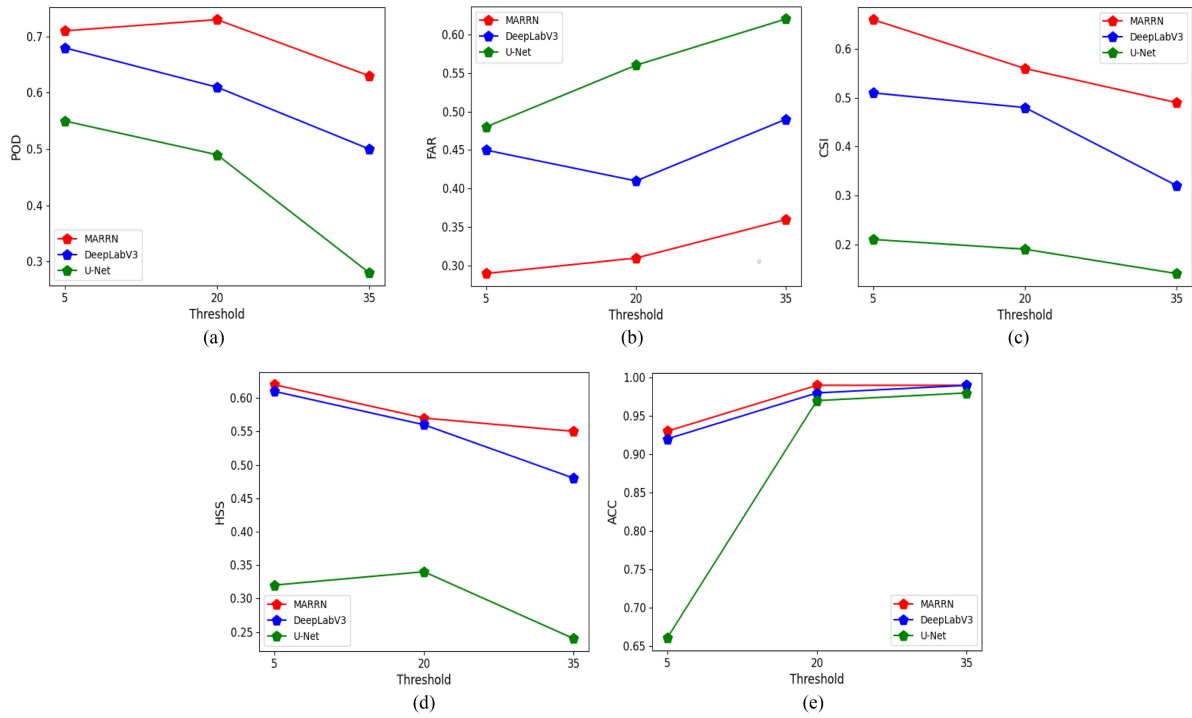 0.7
0.6
0.5
0.4
0.3
POD
MARRN
DeepLabV3
U-Net
5 20 35
Threshold
(a)
0.60
0.55
0.50
0.45
0.40
0.35
0.30
FAR
MARRN
DeepLabV3
U-Net
5 20 35
Threshold
(b)
0.6
0.5
0.4
0.3
0.2
CSI
MARRN
DeepLabV3
U-Net
5 20 35
Threshold
(c)
0.60
0.55
0.50
0.45
0.40
0.35
0.30
0.25
HSS
MARRN
DeepLabV3
U-Net
5 20 35
Threshold
(d)
1.00
0.95
0.90
0.85
0.80
0.75
0.70
0.65
ACC
MARRN
DeepLabV3
U-Net
5 20 35
Threshold
(e)